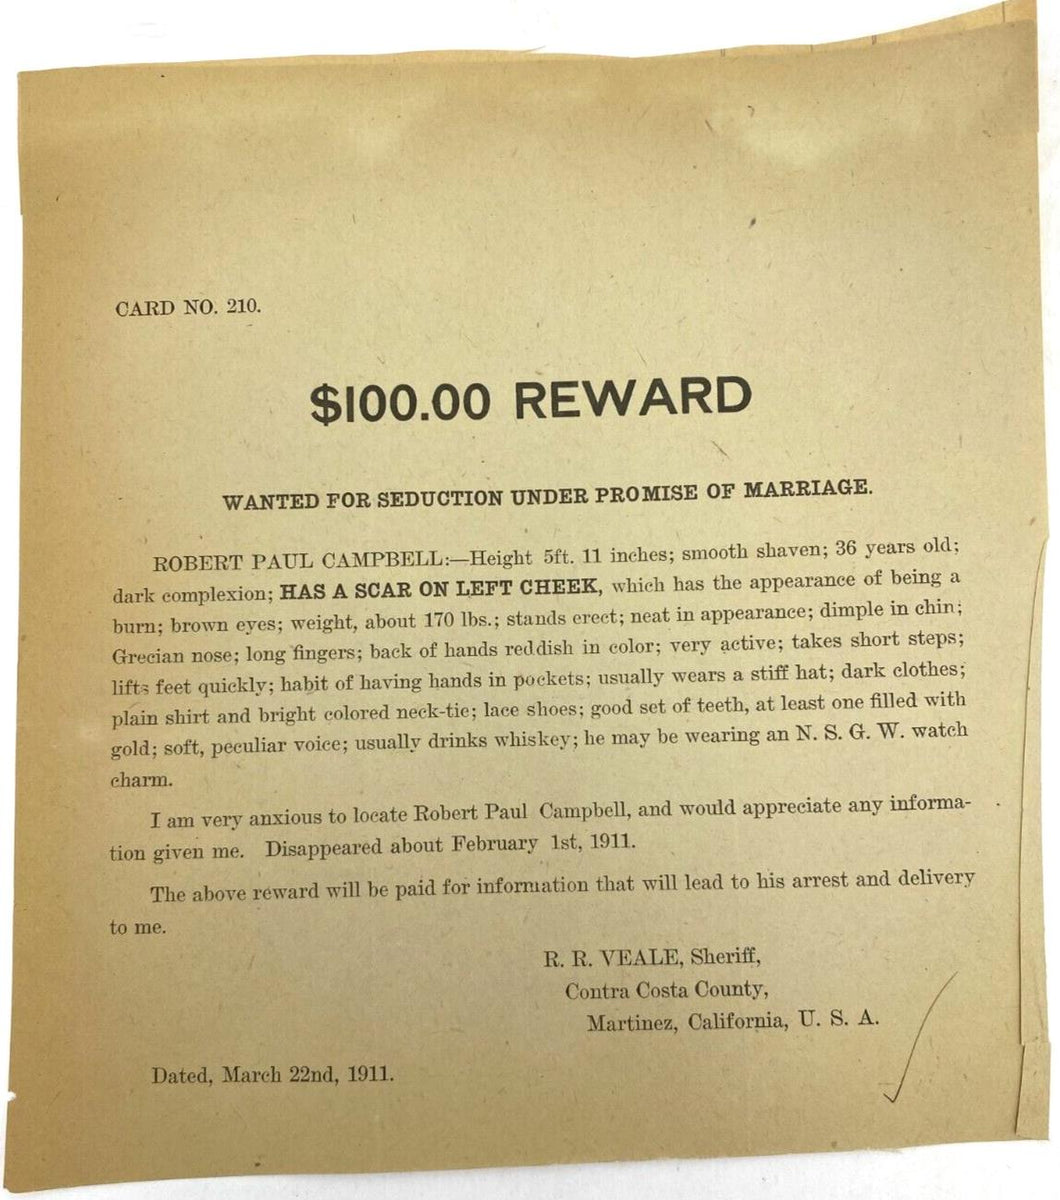 CARD NO. 210.
$100.00 REWARD
WANTED FOR SEDUCTION UNDER PROMISE OF MARRIAGE.
ROBERT PAUL CAMPBELL:—Height 5ft. 11 inches; smooth shaven; 36 years old;
dark complexion; HAS A SCAR ON LEFT CHEEK, which has the appearance of being a
burn; brown eyes; weight, about 170 lbs.; stands erect; neat in appearance; dimple in chin;
Grecian nose; long fingers; back of hands reddish in color; very active; takes short steps;
lifts feet quickly; habit of having hands in pockets; usually wears a stiff hat; dark clothes;
plain shirt and bright colored neck-tie; lace shoes; good set of teeth, at least one filled with
gold; soft, peculiar voice; usually drinks whiskey; he may be wearing an N. S. G. W. watch
charm.
I am very anxious to locate Robert Paul Campbell, and would appreciate any informa-
tion given me. Disappeared about February 1st, 1911.
The above reward will be paid for information that will lead to his arrest and delivery
to me.
R. R. VEALE, Sheriff,
Contra Costa County,
Martinez, California, U. S. A.
Dated, March 22nd, 1911.